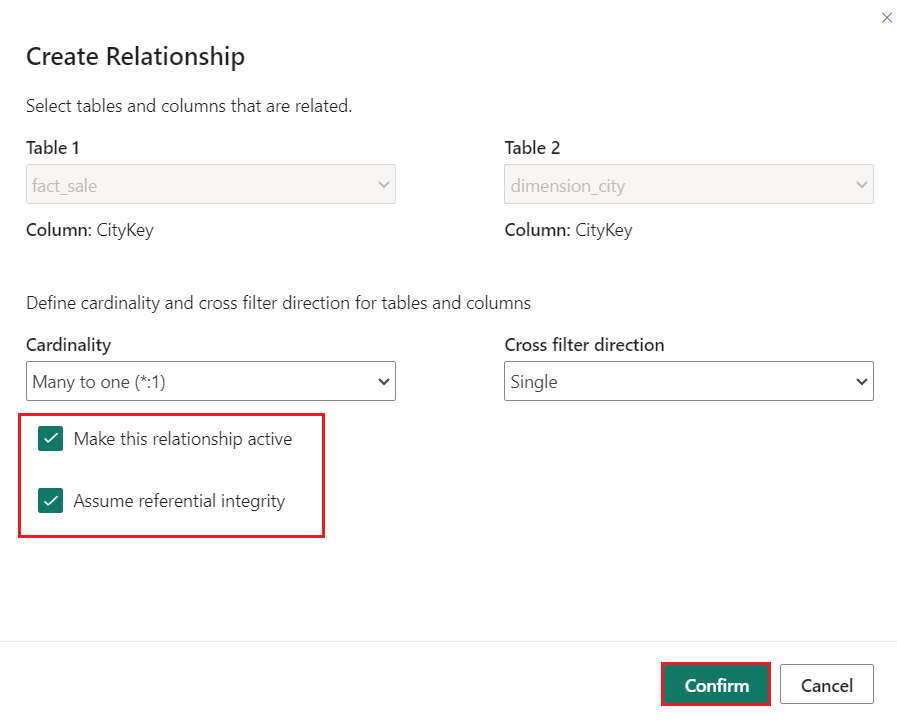 Create Relationship
Select tables and columns that are related.
Table 1
Table 2
fact_sale
dimension_city
Column: CityKey
Column: CityKey
Define cardinality and cross filter direction for tables and columns
Cardinality
Cross filter direction
Many to one (*:1)
Single
Make this relationship active
Assume referential integrity
Confirm
Cancel